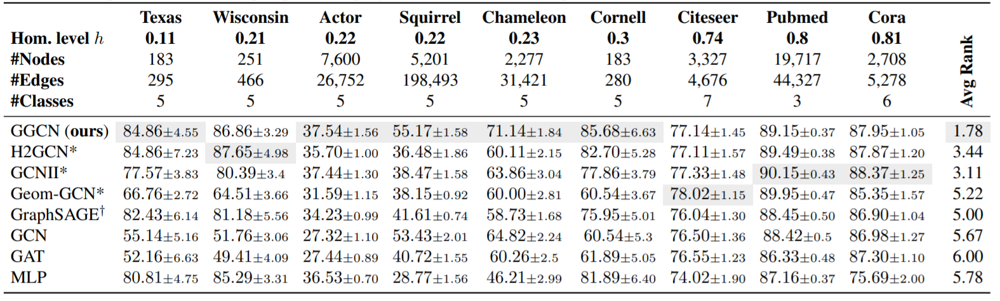 Texas Wisconsin Actor Squirrel Chameleon Cornell Citeseer Pubmed Cora
Hom. level h 0.11 0.21 0.22 0.22 0.23 0.3 0.74 0.8 0.81
#Nodes 183 251 7,600 5,201 2,277 183 3,327 19,717 2,708
#Edges 295 466 26,752 198,493 31,421 280 4,676 44,327 5,278
#Classes 5 5 5 5 5 5 7 3 6
Avg Rank
GGCN (ours) 84.86±4.55 86.86±3.29 37.54±1.56 55.17±1.58 71.14±1.84 85.68±6.63 77.14±1.45 89.15±0.37 87.95±1.05 1.78
H2GCN* 84.86±7.23 87.65±4.98 35.70±1.00 36.48±1.86 60.11±2.15 82.70±5.28 77.11±1.57 89.49±0.38 87.87±1.20 3.44
GCNII* 77.57±3.83 80.39±3.4 37.44±1.30 38.47±1.58 63.86±3.04 77.86±3.79 77.33±1.48 90.15±0.43 88.37±1.25 3.11
Geom-GCN* 66.76±2.72 64.51±3.66 31.59±1.15 38.15±0.92 60.00±2.81 60.54±3.67 78.02±1.15 89.95±0.47 85.35±1.57 5.22
GraphSAGE† 82.43±6.14 81.18±5.56 34.23±0.99 41.61±0.74 58.73±1.68 75.95±5.01 76.04±1.30 88.45±0.50 86.90±1.04 5.00
GCN 55.14±5.16 51.76±3.06 27.32±1.10 53.43±2.01 64.82±2.24 60.54±5.3 76.50±1.36 88.42±0.5 86.98±1.27 5.67
GAT 52.16±6.63 49.41±4.09 27.44±0.89 40.72±1.55 60.26±2.5 61.89±5.05 76.55±1.23 86.33±0.48 87.30±1.10 6.00
MLP 80.81±4.75 85.29±3.31 36.53±0.70 28.77±1.56 46.21±2.99 81.89±6.40 74.02±1.90 87.16±0.37 75.69±2.00 5.78